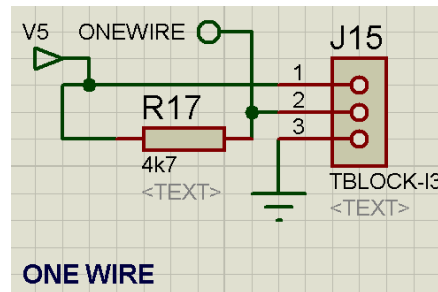 V5
ONEWIRE
J15
1
2
3
R17
4k7
<TEXT>
TBLOCK-I3
<TEXT>
ONE WIRE